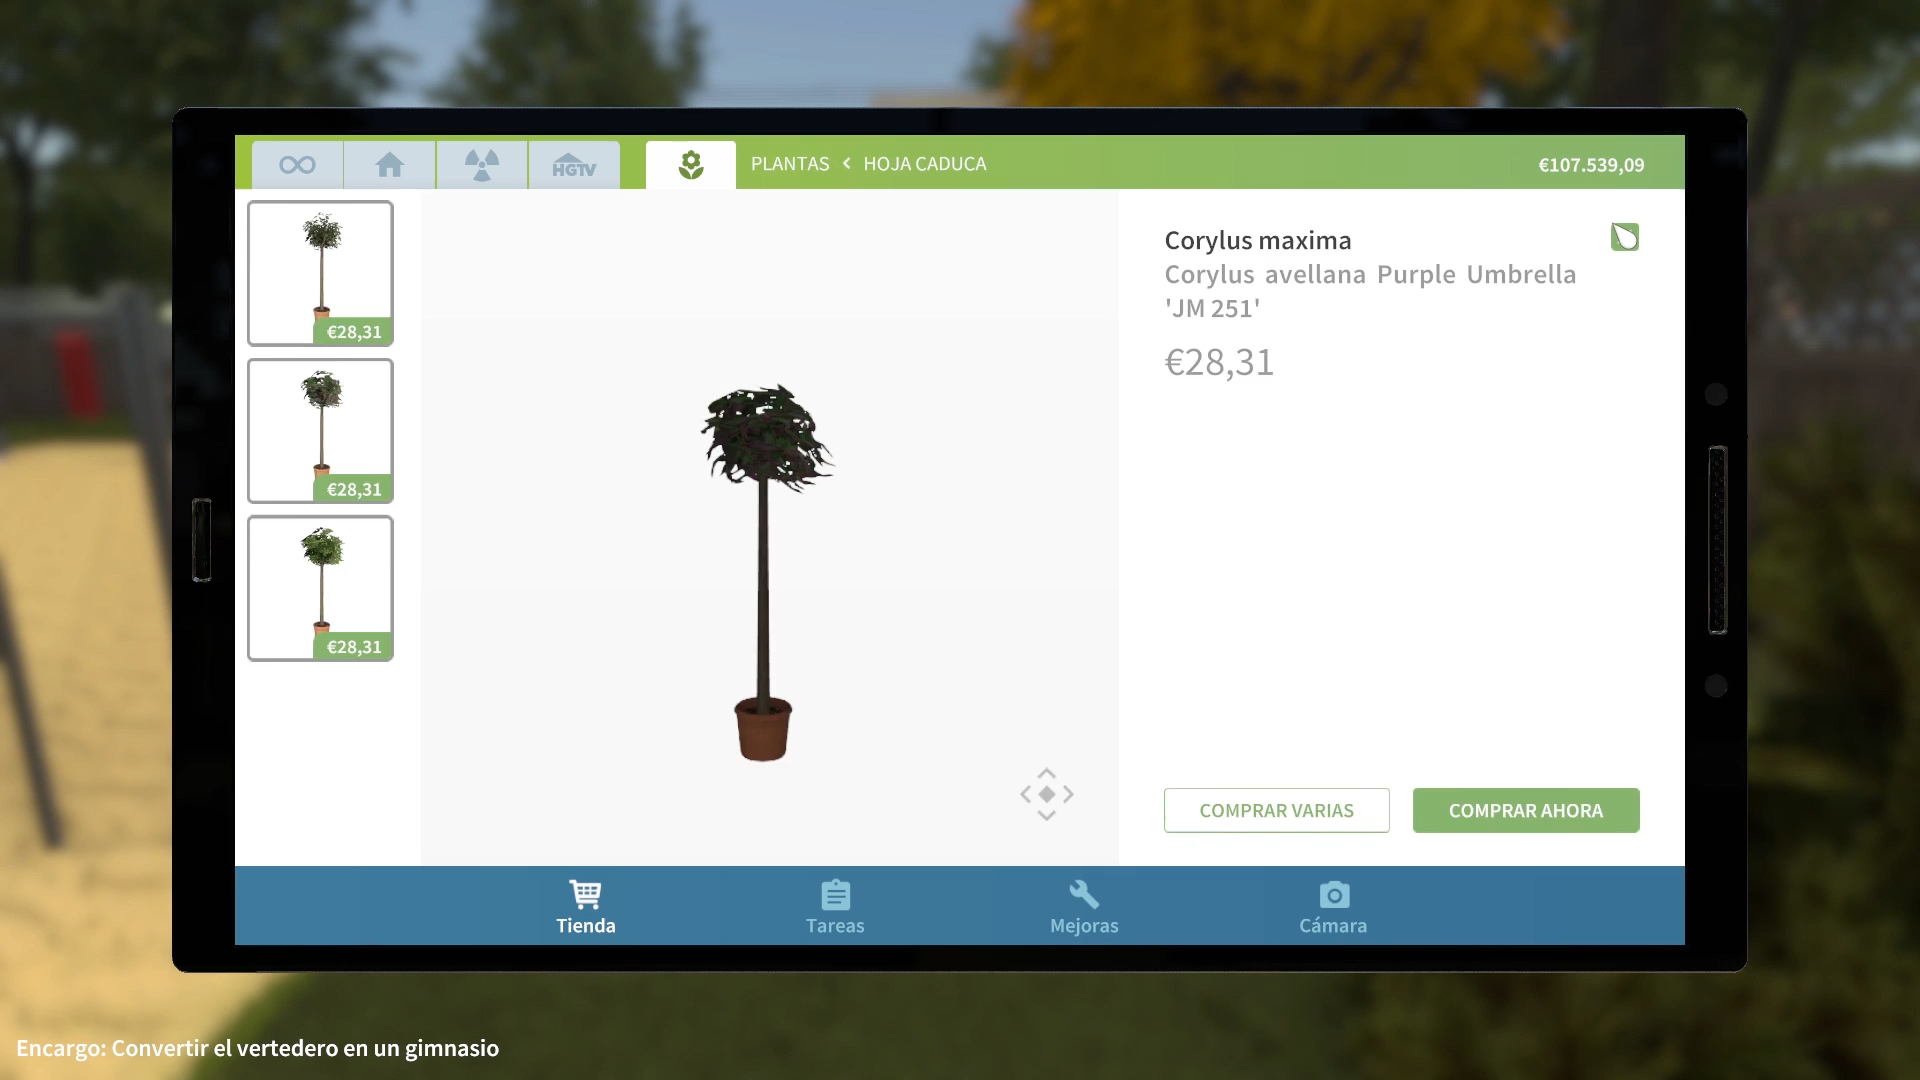 HGTV
PLANTAS < HOJA CADUCA
€107.539,09
€28,31
€28,31
€28,31
Corylus maxima
Corylus avellana Purple Umbrella
'JM 251'
€28,31
COMPRAR VARIAS
COMPRAR AHORA
Tienda
Tareas
Mejoras
Cámara
Encargo: Convertir el vertedero en un gimnasio